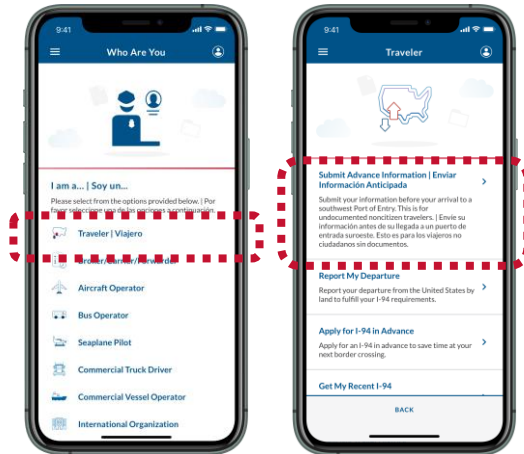 9:41
Who Are You
I am a... | Soy un...
Please select from the options provided below. | Por
favor seleccione una de las opciones a continuación.
Traveler | Viajero
Broker/Carrier/Forwarder
Aircraft Operator
Bus Operator
Seaplane Pilot
Commercial Truck Driver
Commercial Vessel Operator
International Organization
9:41
Traveler
Submit Advance Information | Enviar
Información Anticipada
Submit your information before your arrival to a
southwest Port of Entry. This is for
undocumented noncitizen travelers. | Envie su
información antes de su llegada a un puerto de
entrada suroeste. Esto es para los viajeros no
ciudadanos sin documentos.
Report My Departure
Report your departure from the United States by
land to fulfill your I-94 requirements.
Apply for I-94 in Advance
Apply for an I-94 in advance to save time at your
next border crossing.
Get My Recent I-94
BACK